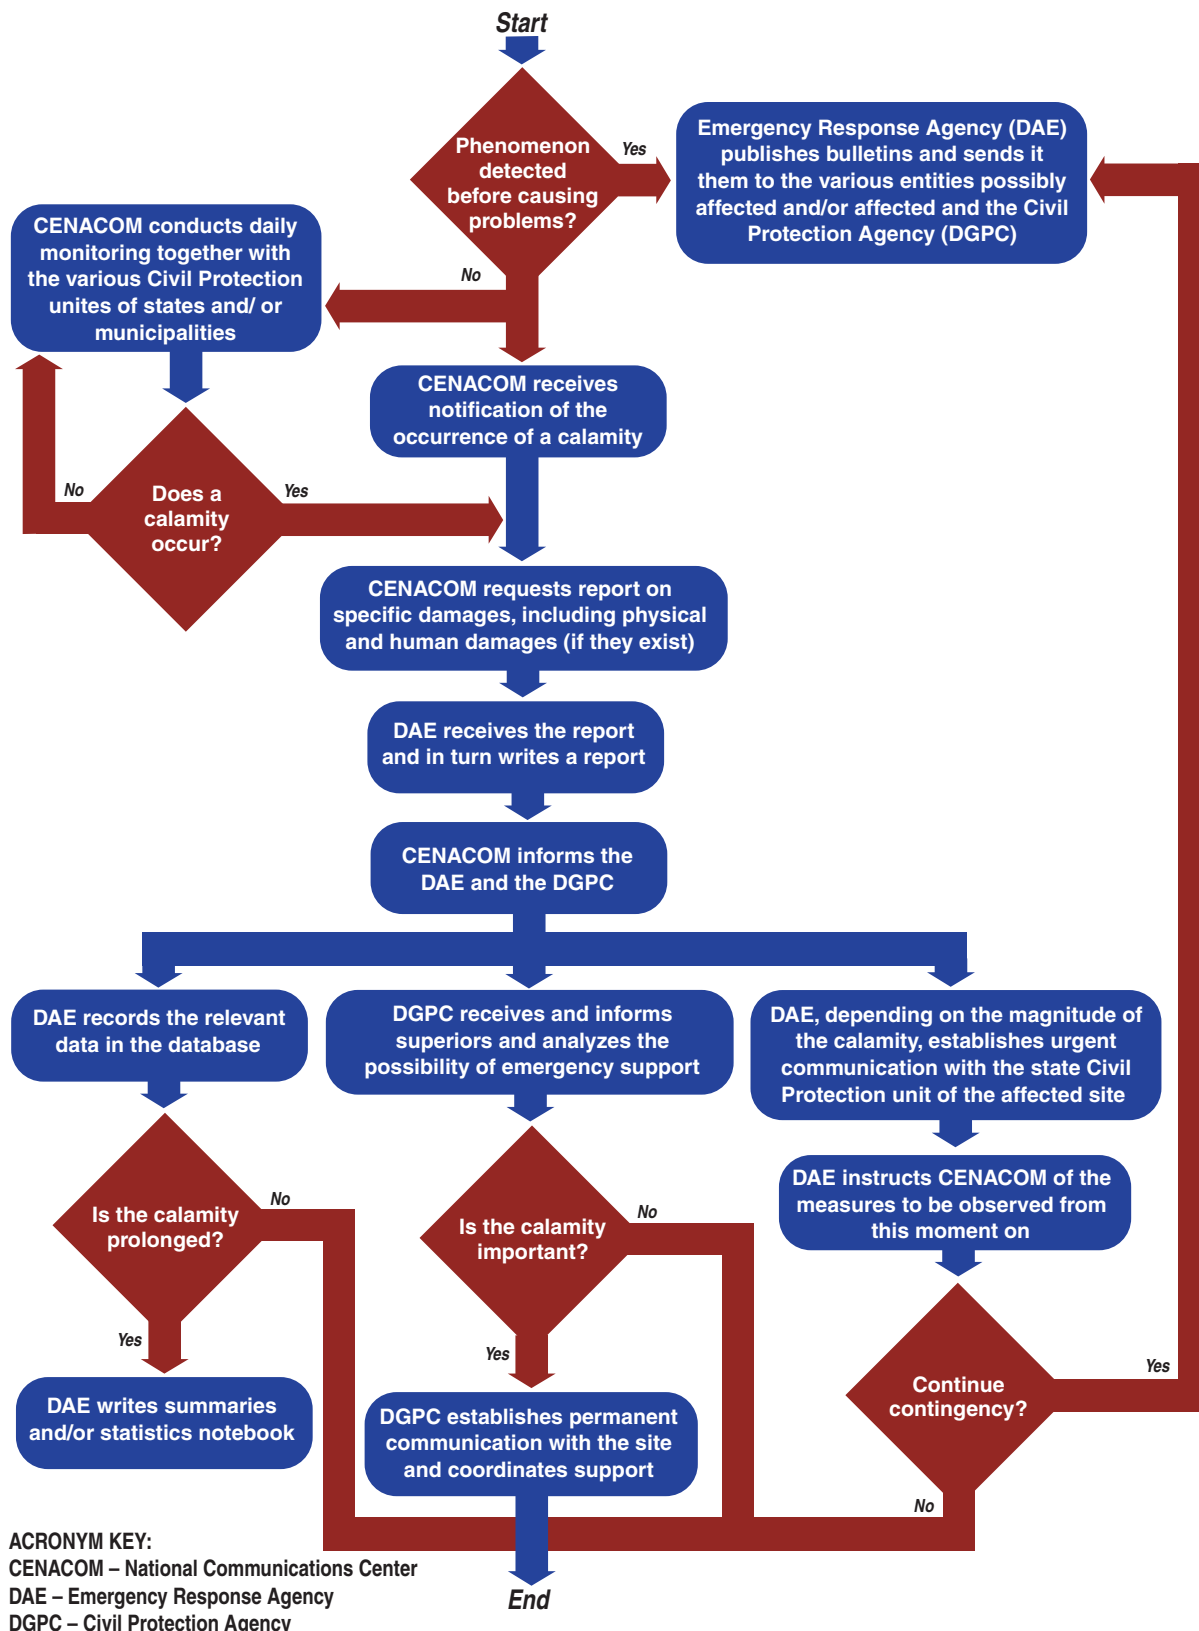 Start
Phenomenon
detected
before causing
problems?
Yes
Emergency Response Agency (DAE)
publishes bulletins and sends it
them to the various entities possibly
affected and/or affected and the Civil
Protection Agency (DGPC)
No
CENACOM conducts daily
monitoring together with
the various Civil Protection
unites of states and/ or
municipalities
CENACOM receives
notification of the
occurrence of a calamity
Does a
calamity
occur?
No
Yes
CENACOM requests report on
specific damages, including physical
and human damages (if they exist)
DAE receives the report
and in turn writes a report
CENACOM informs the
DAE and the DGPC
DAE records the relevant
data in the database
DGPC receives and informs
superiors and analyzes the
possibility of emergency support
DAE, depending on the magnitude of
the calamity, establishes urgent
communication with the state Civil
Protection unit of the affected site
DAE instructs CENACOM of the
measures to be observed from
this moment on
Is the calamity
prolonged?
No
Yes
Is the calamity
important?
No
Yes
Continue
contingency?
Yes
No
DAE writes summaries
and/or statistics notebook
DGPC establishes permanent
communication with the site
and coordinates support
End
ACRONYM KEY:
CENACOM – National Communications Center
DAE – Emergency Response Agency
DGPC – Civil Protection Agency